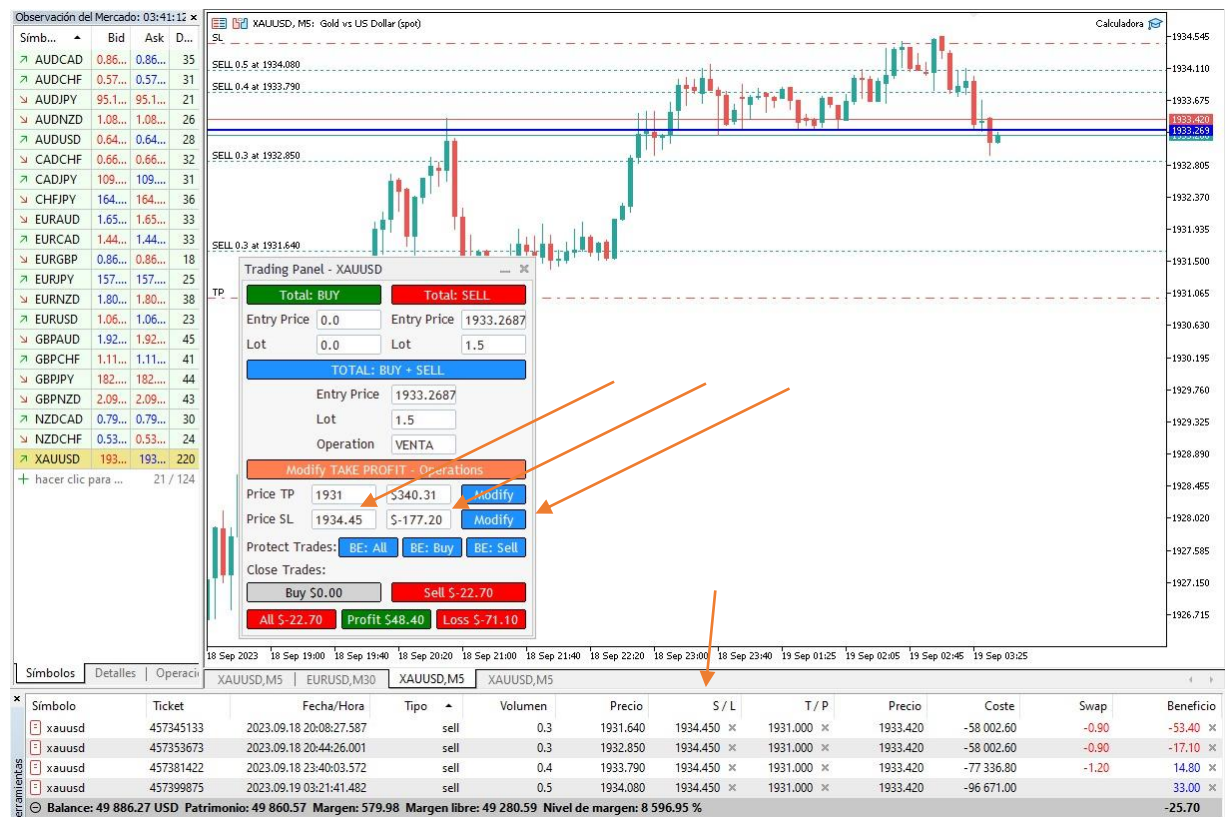 Observación del Mercado: 03:41:12
Símb... Bid Ask D...
AUDCAD 0.86... 0.86... 35
AUDCHF 0.57... 0.57... 31
AUDJPY 95.1... 95.1... 21
AUDNZD 1.08... 1.08... 26
AUDUSD 0.64... 0.64... 28
CADCHF 0.66... 0.66... 32
CADJPY 109.... 109.... 31
CHFJPY 164.... 164.... 36
EURAUD 1.65... 1.65... 33
EURCAD 1.44... 1.44... 33
EURGBP 0.86... 0.86... 18
EURJPY 157.... 157.... 25
EURNZD 1.80... 1.80... 38
EURUSD 1.06... 1.06... 23
GBPAUD 1.92... 1.92... 45
GBPCHF 1.11... 1.11... 41
GBPJPY 182.... 182.... 44
GBPNZD 2.09... 2.09... 43
NZDCAD 0.79... 0.79... 30
NZDCHF 0.53... 0.53... 24
XAUUSD 193... 193... 220
hacer clic para ... 21 / 124
Símbolos Detalles Operaci
XAUUSD, M5: Gold vs US Dollar (spot)
Calculadora
SL
SELL 0.5 at 1934.080
SELL 0.4 at 1933.790
SELL 0.3 at 1932.850
SELL 0.3 at 1931.640
TP
1934.545
1934.110
1933.675
1933.420
1933.269
1932.805
1932.370
1931.935
1931.500
1931.065
1930.630
1930.195
1929.760
1929.325
1928.890
1928.455
1928.020
1927.585
1927.150
1926.715
Trading Panel - XAUUSD
Total: BUY Total: SELL
Entry Price 0.0 Entry Price 1933.2687
Lot 0.0 Lot 1.5
TOTAL: BUY + SELL
Entry Price 1933.2687
Lot 1.5
Operation VENTA
Modify TAKE PROFIT - Operations
Price TP 1931 $340.31 Modify
Price SL 1934.45 $-177.20 Modify
Protect Trades: BE: All BE: Buy BE: Sell
Close Trades:
Buy $0.00 Sell $-22.70
All $-22.70 Profit $48.40 Loss $-71.10
18 Sep 2023 18 Sep 19:00 18 Sep 19:40 18 Sep 20:20 18 Sep 21:00 18 Sep 21:40 18 Sep 22:20 18 Sep 23:00 18 Sep 23:40 19 Sep 01:25 19 Sep 02:05 19 Sep 02:45 19 Sep 03:25
XAUUSD,M5 EURUSD,M30 XAUUSD,M5 XAUUSD,M5
Símbolo Ticket Fecha/Hora Tipo Volumen Precio S / L T / P Precio Coste Swap Beneficio
xauusd 457345133 2023.09.18 20:08:27.587 sell 0.3 1931.640 1934.450 1931.000 1933.420 -58 002.60 -0.90 -53.40
xauusd 457353673 2023.09.18 20:44:26.001 sell 0.3 1932.850 1934.450 1931.000 1933.420 -58 002.60 -0.90 -17.10
xauusd 457381422 2023.09.18 23:40:03.572 sell 0.4 1933.790 1934.450 1931.000 1933.420 -77 336.80 -1.20 14.80
xauusd 457399875 2023.09.19 03:21:41.482 sell 0.5 1934.080 1934.450 1931.000 1933.420 -96 671.00 33.00
Balance: 49 886.27 USD Patrimonio: 49 860.57 Margen: 579.98 Margen libre: 49 280.59 Nivel de margen: 8 596.95 % -25.70